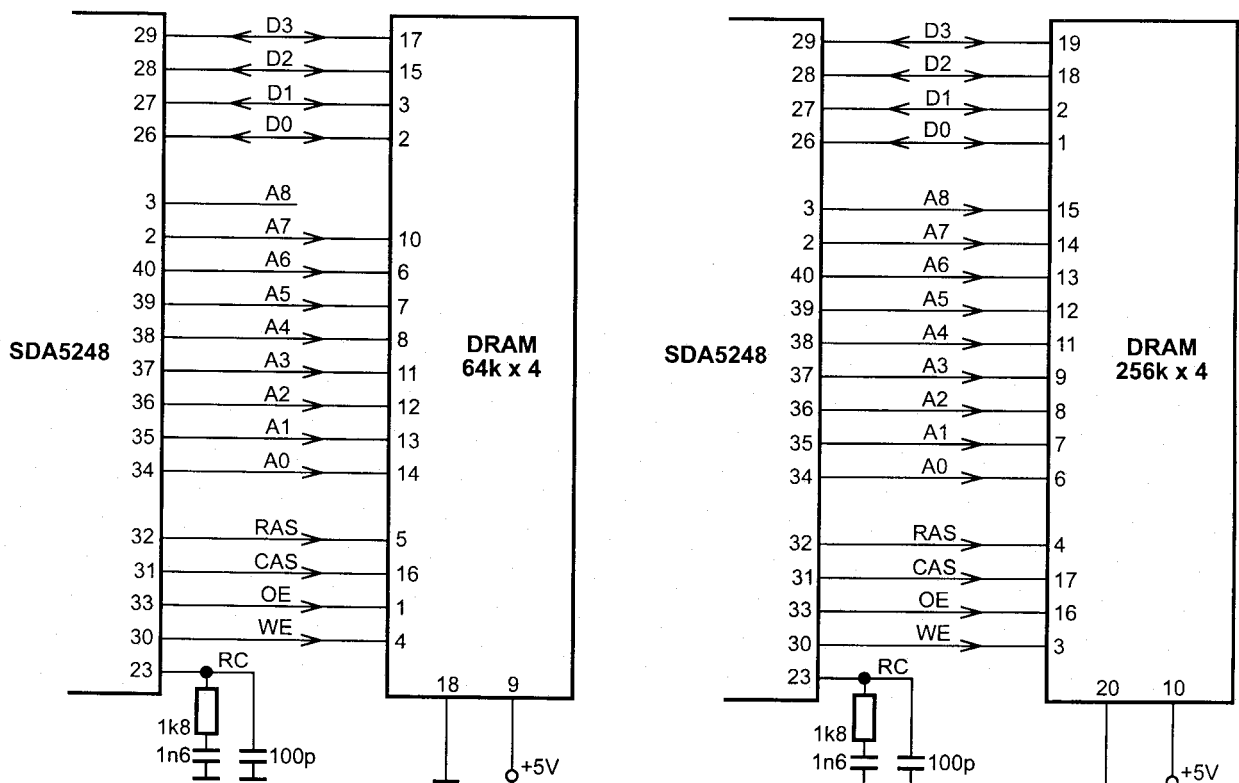 29 D3 17
28 D2 15
27 D1 3
26 D0 2
3 A8
2 A7 10
40 A6 6
39 A5 7
38 A4 8
37 A3 11
36 A2 12
35 A1 13
34 A0 14
SDA5248
DRAM
64k x 4
32 RAS 5
31 CAS 16
33 OE 1
30 WE 4
23 RC
18 9
1k8
1n6 100p
+5V
29 D3 19
28 D2 18
27 D1 2
26 D0 1
3 A8 15
2 A7 14
40 A6 13
39 A5 12
38 A4 11
37 A3 9
36 A2 8
35 A1 7
34 A0 6
SDA5248
DRAM
256k x 4
32 RAS 4
31 CAS 17
33 OE 16
30 WE 3
23 RC
20 10
1k8
1n6 100p
+5V